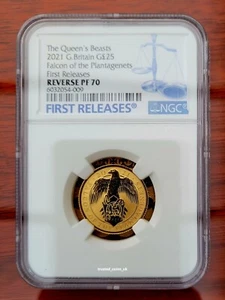 The Queen's Beasts
2021 G.Britain G£25
Falcon of the Plantagenets
First Releases
REVERSE PF 70
6032054-009
NGC
FIRST RELEASES